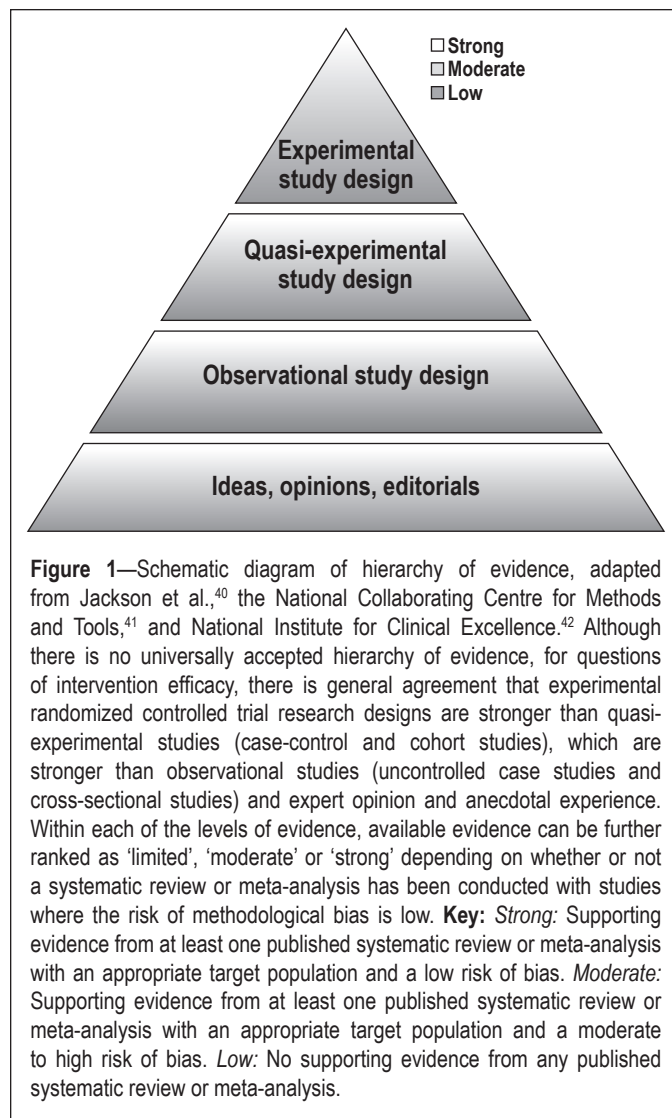 Strong
Moderate
Low
Experimental
study design
Quasi-experimental
study design
Observational study design
Ideas, opinions, editorials
Figure 1—Schematic diagram of hierarchy of evidence, adapted
from Jackson et al.,40 the National Collaborating Centre for Methods
and Tools,41 and National Institute for Clinical Excellence.42 Although
there is no universally accepted hierarchy of evidence, for questions
of intervention efficacy, there is general agreement that experimental
randomized controlled trial research designs are stronger than quasi-
experimental studies (case-control and cohort studies), which are
stronger than observational studies (uncontrolled case studies and
cross-sectional studies) and expert opinion and anecdotal experience.
Within each of the levels of evidence, available evidence can be further
ranked as ‘limited’, ‘moderate’ or ‘strong’ depending on whether or not
a systematic review or meta-analysis has been conducted with studies
where the risk of methodological bias is low. Key: Strong: Supporting
evidence from at least one published systematic review or meta-analysis
with an appropriate target population and a low risk of bias. Moderate:
Supporting evidence from at least one published systematic review or
meta-analysis with an appropriate target population and a moderate
to high risk of bias. Low: No supporting evidence from any published
systematic review or meta-analysis.